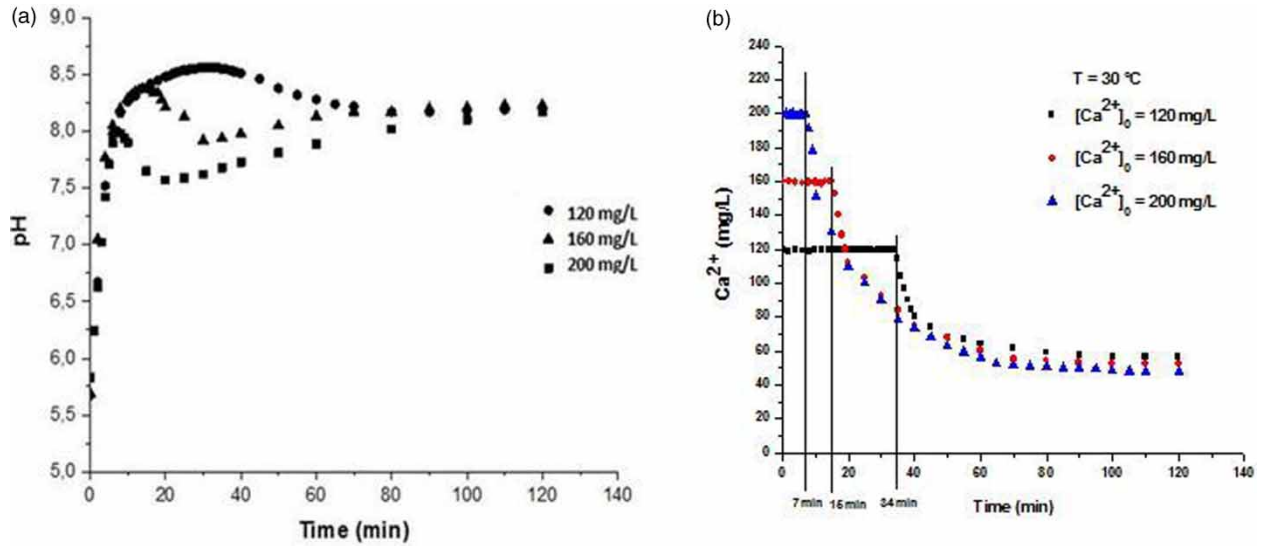 (a)
9,0
8,5
8,0
7,5
7,0
6,5
6,0
5,5
5,0
pH
0 20 40 60 80 100 120 140
Time (min)
120 mg/L
160 mg/L
200 mg/L
(b)
240
220
200
180
160
140
120
100
80
60
40
20
0
Ca2+ (mg/L)
T = 30 °C
[Ca2+]0 = 120 mg/L
[Ca2+]0 = 160 mg/L
[Ca2+]0 = 200 mg/L
0 20 40 60 80 100 120 140
7 min 15 min 34 min
Time (min)